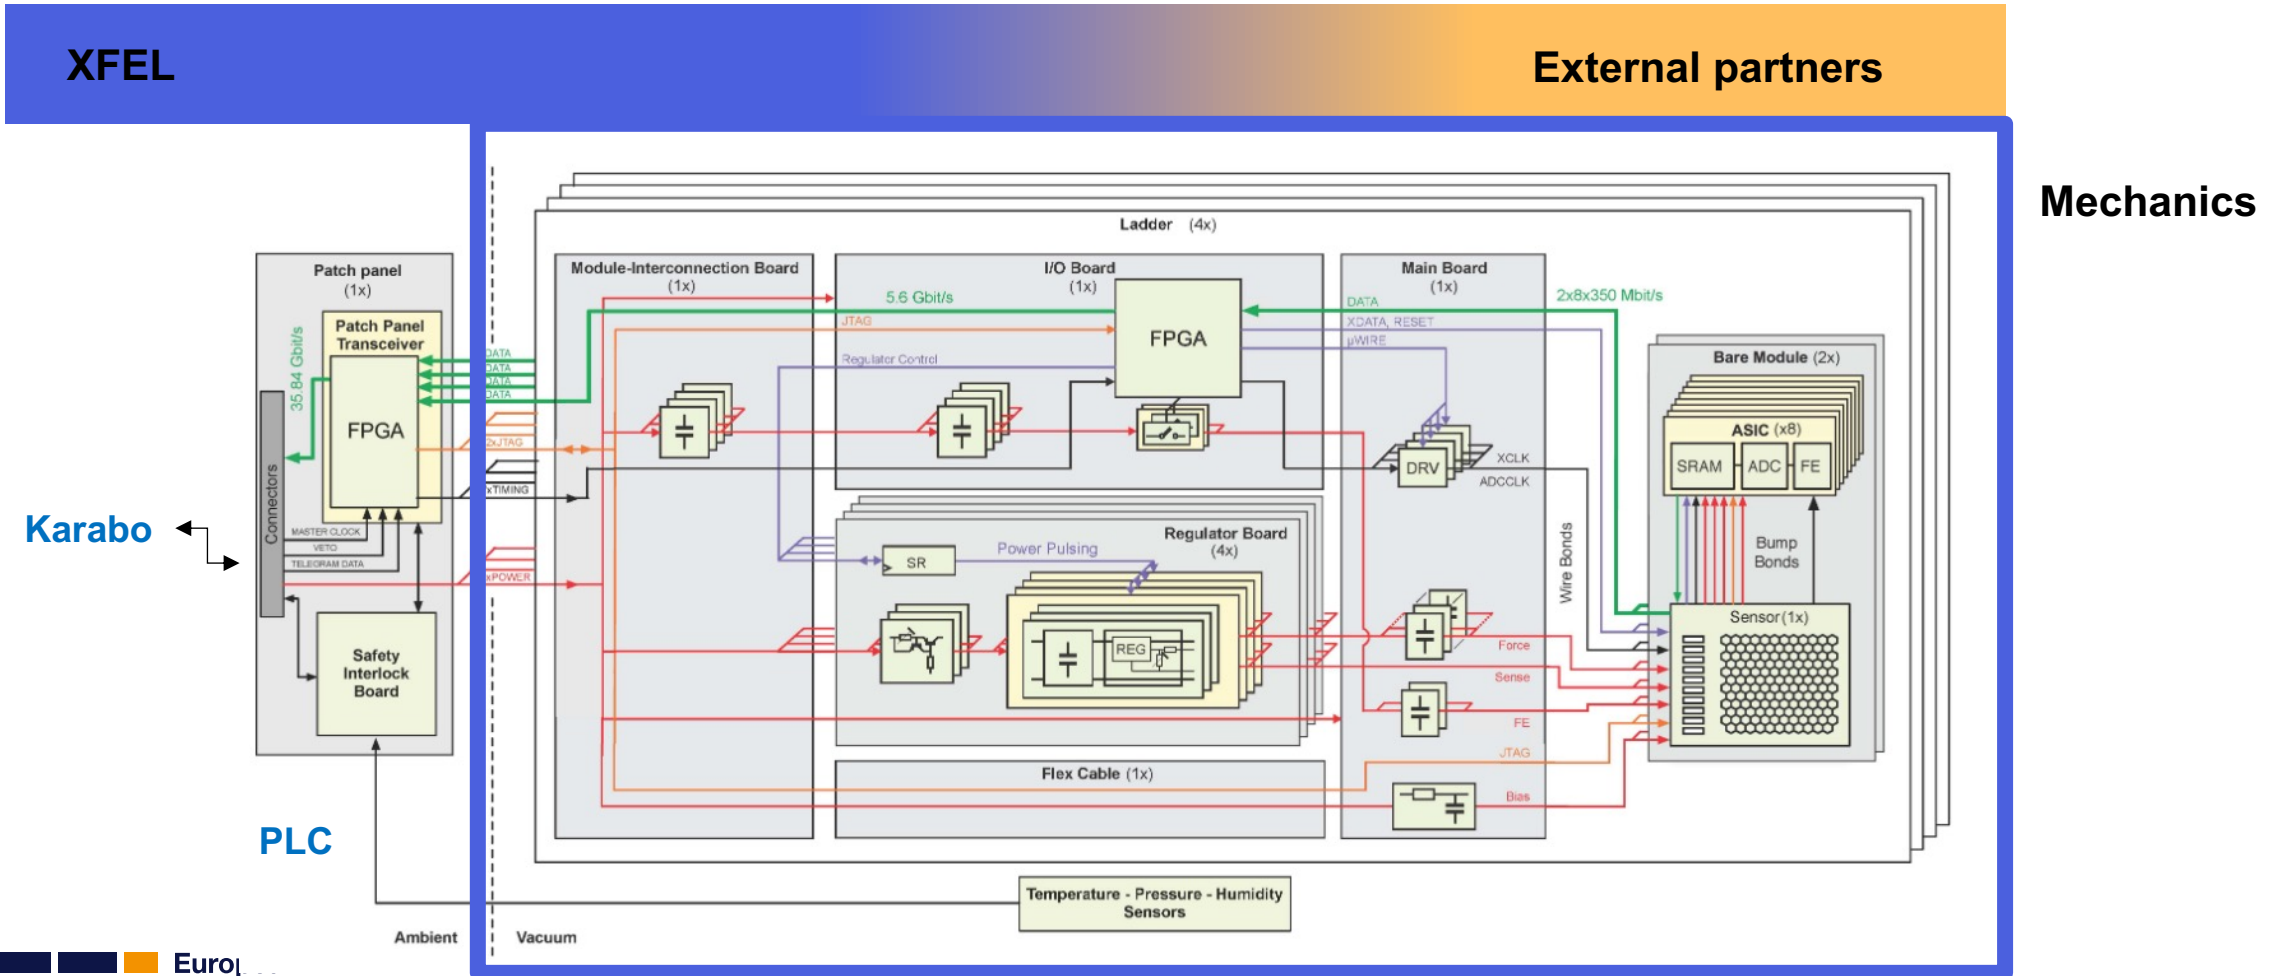 XFEL
External partners
Mechanics
Ladder (4x)
Patch panel
(1x)
Patch Panel
Transceiver
FPGA
35.84 Gbit/s
Connectors
MASTER CLOCK
VETO
TELEGRAM DATA
Safety
Interlock
Board
Karabo
PLC
DATA
DATA
DATA
DATA
2xJTAG
xTIMING
xPOWER
Module-Interconnection Board
(1x)
I/O Board
(1x)
5.6 Gbit/s
JTAG
Regulator Control
FPGA
Main Board
(1x)
DATA
XDATA, RESET
µWIRE
DRV
XCLK
ADCCLK
2x8x350 Mbit/s
Wire Bonds
Bare Module (2x)
ASIC (x8)
SRAM
ADC
FE
Bump
Bonds
Sensor(1x)
Regulator Board
(4x)
SR
Power Pulsing
REG
Force
Sense
FE
JTAG
Bias
Flex Cable (1x)
Temperature - Pressure - Humidity
Sensors
Ambient
Vacuum